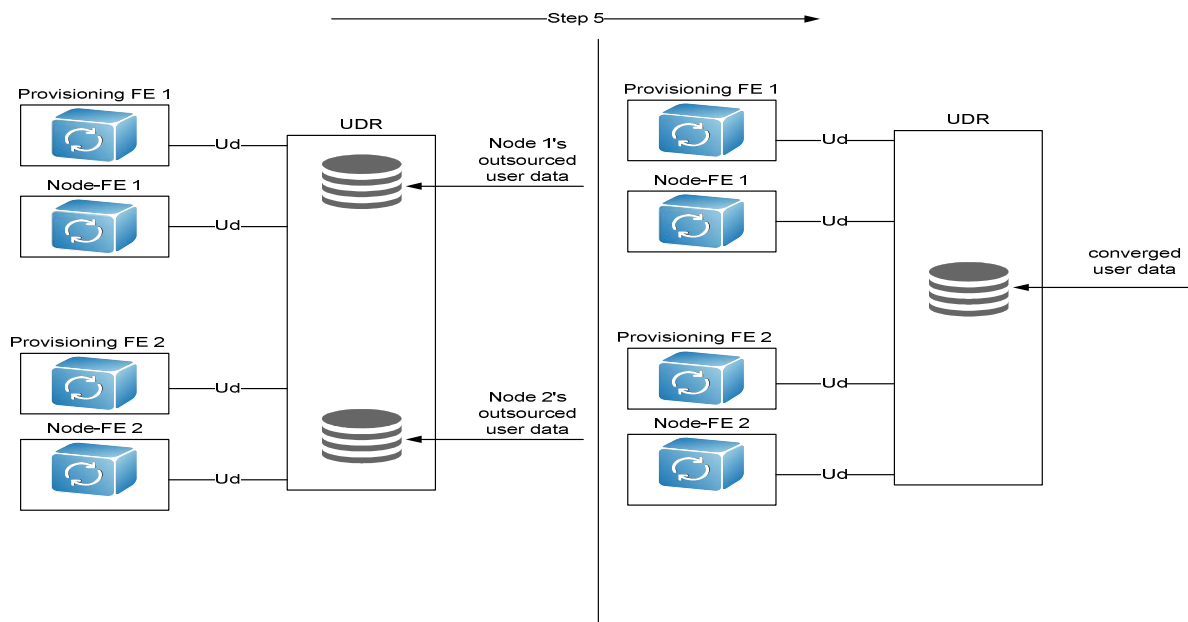 Step 5
Provisioning FE 1
Ud
Node-FE 1
Ud
UDR
Node 1's
outsourced
user data
Provisioning FE 2
Ud
Node-FE 2
Ud
Node 2's
outsourced
user data
Provisioning FE 1
Ud
Node-FE 1
Ud
UDR
converged
user data
Provisioning FE 2
Ud
Node-FE 2
Ud